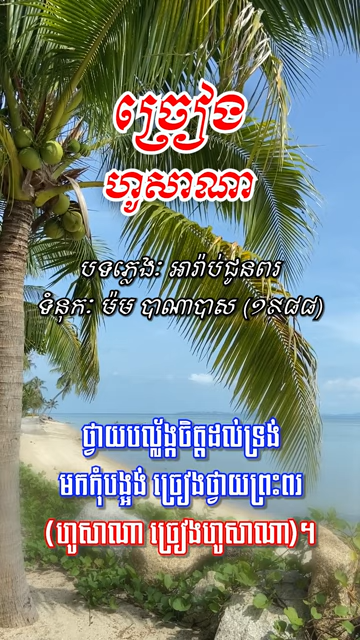 ច្រៀង
ហូសាណា
បទភ្លេង: អារ៉ាប់ជូនពរ
ទំនុក: ម៉ម បាណាបាស (១៩៨៨)
ថ្វាយបល្ល័ង្កចិត្តដល់ទ្រង់
មកកុំបង្អង់ ច្រៀងថ្វាយព្រះពរ
(ហូសាណា ច្រៀងហូសាណា)។